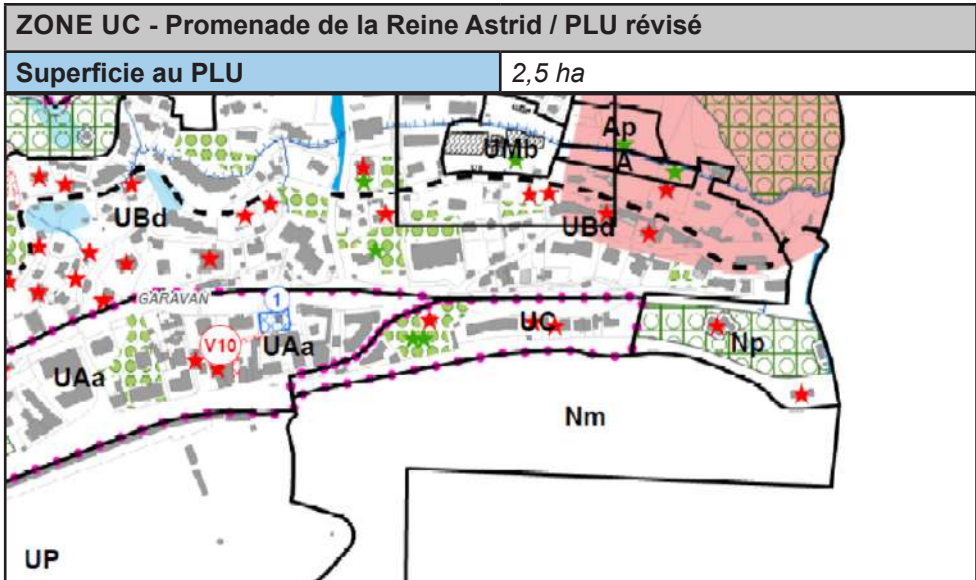 ZONE UC - Promenade de la Reine Astrid / PLU révisé
Superficie au PLU 2,5 ha
Ap
UMb
A
UBd
UBd
GARAVAN
1
UC
V10
UAa
Np
UAa
Nm
UP